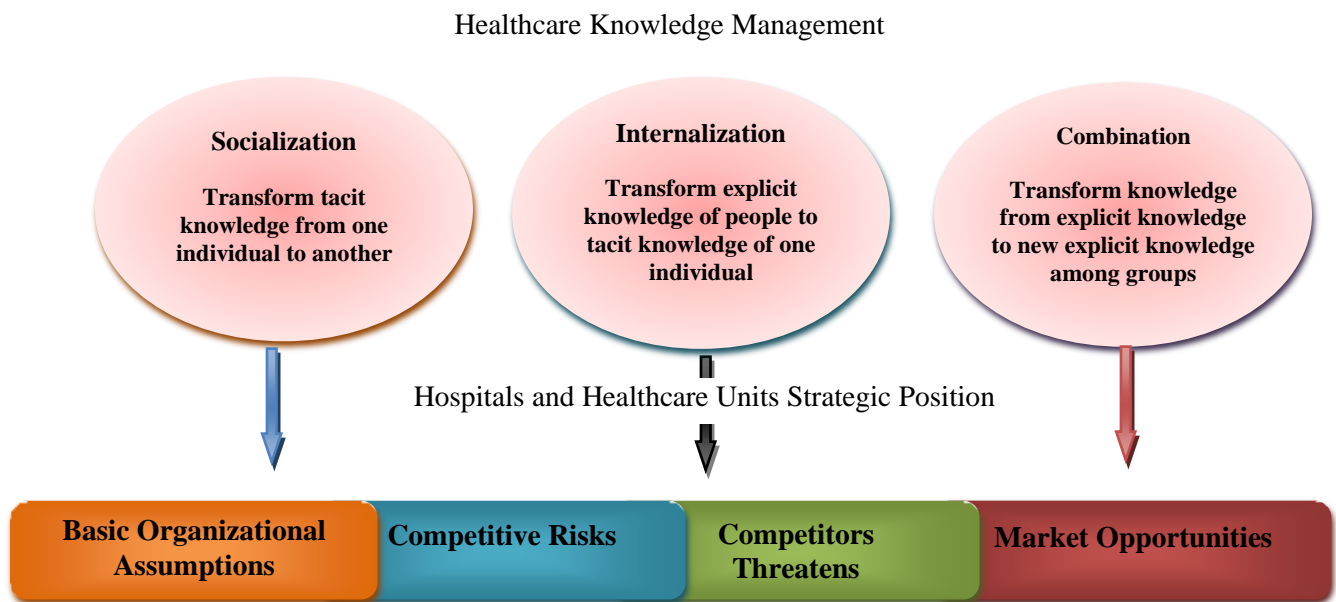 Healthcare Knowledge Management
Socialization
Transform tacit
knowledge from one
individual to another
Internalization
Transform explicit
knowledge of people to
tacit knowledge of one
individual
Combination
Transform knowledge
from explicit knowledge
to new explicit knowledge
among groups
Hospitals and Healthcare Units Strategic Position
Basic Organizational
Assumptions
Competitive Risks
Competitors
Threatens
Market Opportunities